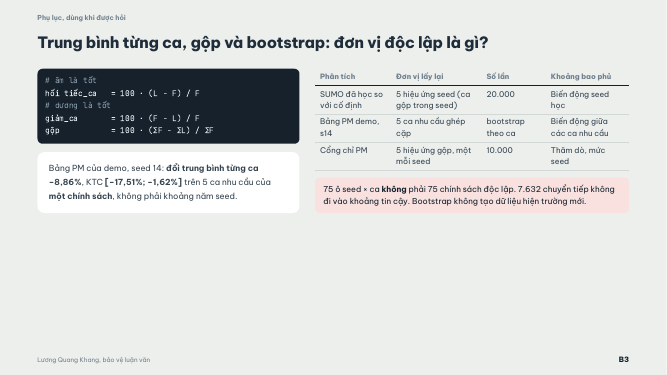 Phụ lục, dùng khi được hỏi
Trung bình từng ca, gộp và bootstrap: đơn vị độc lập là gì?
# âm là tốt
hối tiếc_ca = 100 · (L - F) / F
# dương là tốt
giảm_ca = 100 · (F - L) / F
gộp = 100 · (ΣF - ΣL) / ΣF
Bảng PM của demo, seed 14: đổi trung bình từng ca
−8,86%, KTC [−17,51%; −1,62%] trên 5 ca nhu cầu của
một chính sách, không phải khoảng năm seed.
Phân tích Đơn vị lấy lại Số lần Khoảng bao phủ
SUMO đã học so 5 hiệu ứng seed (ca 20.000 Biến động seed
với cố định gộp trong seed) học
Bảng PM demo, 5 ca nhu cầu ghép bootstrap Biến động giữa
s14 cặp theo ca các ca nhu cầu
Cổng chỉ PM 5 hiệu ứng gộp, một 10.000 Thăm dò, mức
mỗi seed seed
75 ô seed × ca không phải 75 chính sách độc lập. 7.632 chuyển tiếp không
đi vào khoảng tin cậy. Bootstrap không tạo dữ liệu hiện trường mới.
Lương Quang Khang, bảo vệ luận văn
B3